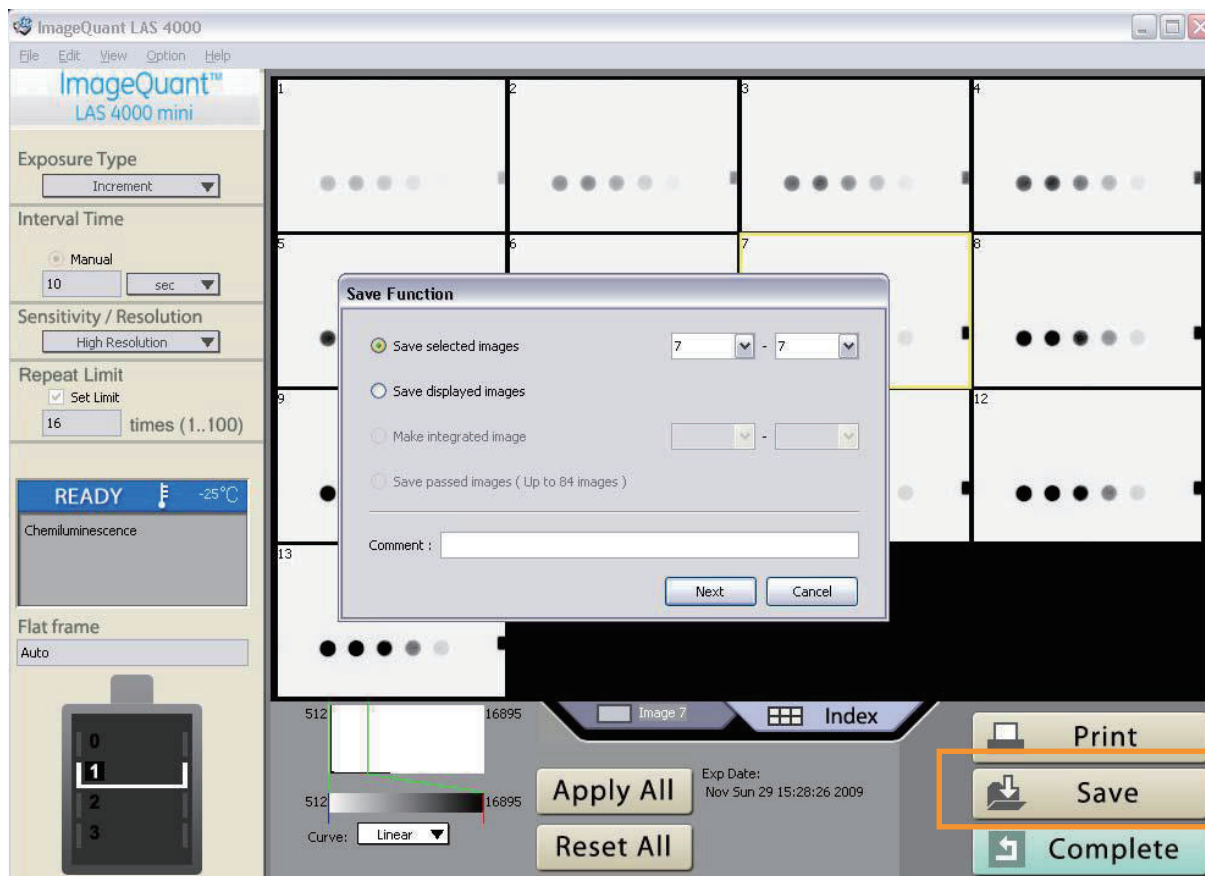 ImageQuant LAS 4000
File Edit View Option Help
ImageQuant™
LAS 4000 mini
Exposure Type
Increment
Interval Time
Manual
10 sec
Sensitivity / Resolution
High Resolution
Repeat Limit
Set Limit
16 times (1..100)
READY -25°C
Chemiluminescence
Flat frame
Auto
0
1
2
3
1 2 3 4
5 6 7 8
9 12
13
Save Function
Save selected images 7 - 7
Save displayed images
Make integrated image -
Save passed images ( Up to 84 images )
Comment :
Next Cancel
512 16895
512 16895
Curve: Linear
Image 7 Index
Apply All
Reset All
Exp Date:
Nov Sun 29 15:28:26 2009
Print
Save
Complete